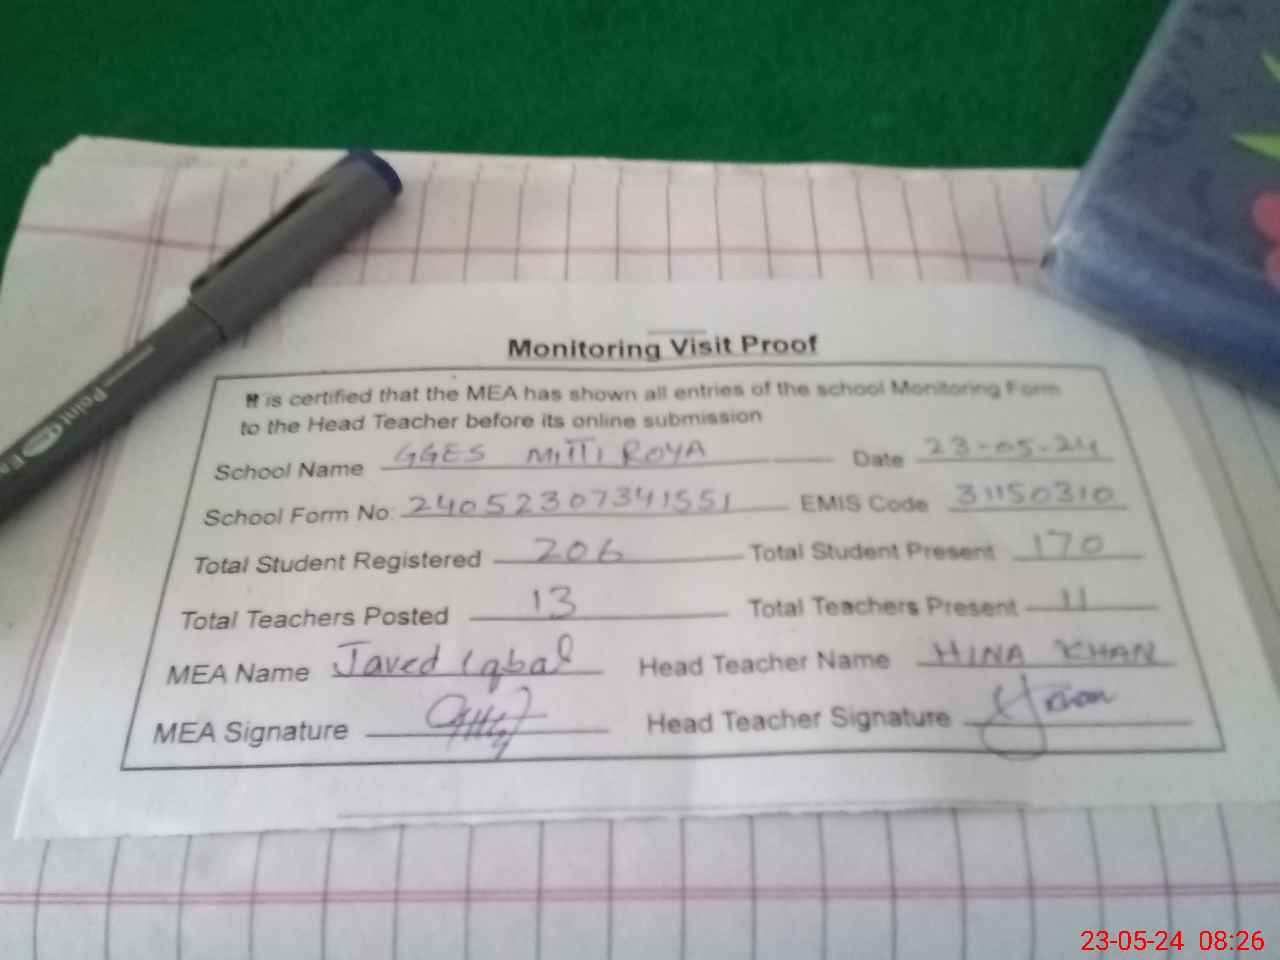 Monitoring Visit Proof
It is certified that the MEA has shown all entries of the school Monitoring Form
to the Head Teacher before its online submission
School Name GGES MITTI ROYA Date 23-05-24
School Form No: 24052307341551 EMIS Code 31150310
Total Student Registered 206 Total Student Present 170
Total Teachers Posted 13 Total Teachers Present 11
MEA Name Javed Iqbal Head Teacher Name HINA KHAN
MEA Signature Head Teacher Signature
Point
23-05-24 08:26